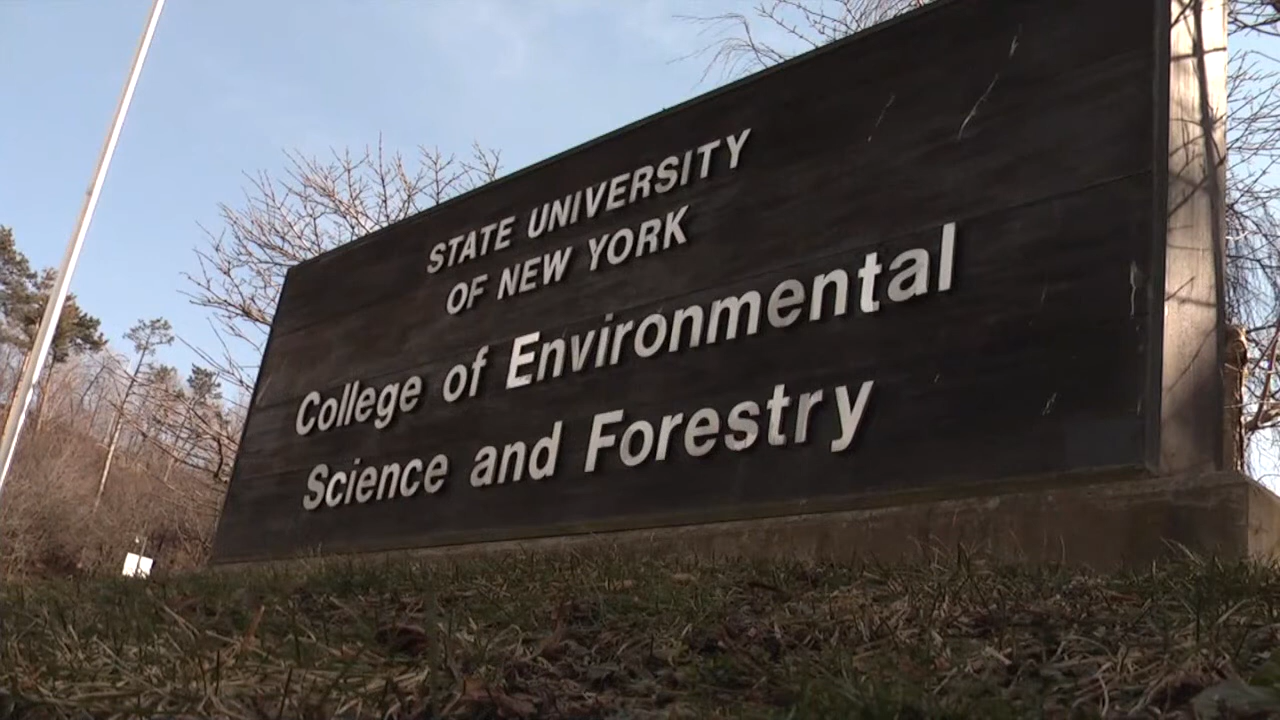 STATE UNIVERSITY
OF NEW YORK
College of Environmental
Science and Forestry